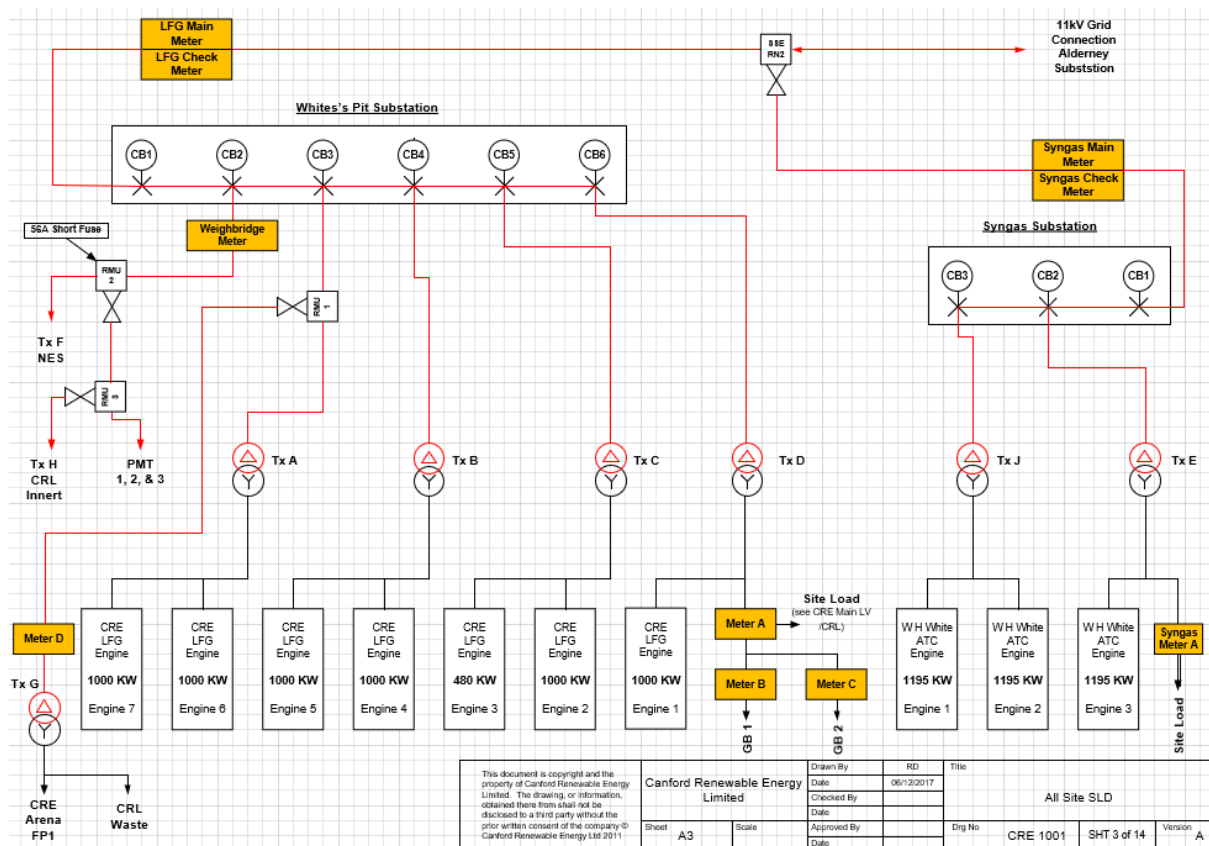 LFG Main
Meter
LFG Check
Meter
88E
RN2
11kV Grid
Connection
Alderney
Subststion
Whites's Pit Substation
CB1
CB2
CB3
CB4
CB5
CB6
Syngas Main
Meter
Syngas Check
Meter
Weighbridge
Meter
56A Short Fuse
Syngas Substation
CB3
CB2
CB1
RMU
2
RMU
1
Tx F
NES
RMU
3
Tx H
CRL
Innert
PMT
1, 2, & 3
Tx A
Tx B
Tx C
Tx D
Tx J
Tx E
Meter D
Tx G
CRE
LFG
Engine
1000 KW
Engine 7
CRE
LFG
Engine
1000 KW
Engine 6
CRE
LFG
Engine
1000 KW
Engine 5
CRE
LFG
Engine
1000 KW
Engine 4
CRE
LFG
Engine
480 KW
Engine 3
CRE
LFG
Engine
1000 KW
Engine 2
CRE
LFG
Engine
1000 KW
Engine 1
Meter A
Site Load
(see CRE Main LV
/CRL)
Meter B
Meter C
GB 1
GB 2
W H White
ATC
Engine
1195 KW
Engine 1
W H White
ATC
Engine
1195 KW
Engine 2
W H White
ATC
Engine
1195 KW
Engine 3
Syngas
Meter A
Site Load
CRE
Arena
FP1
CRL
Waste
This document is copyright and the
property of Canford Renewable Energy
Limited. The drawing, or information,
obtained there from shall not be
disclosed to a third party without the
prior written consent of the company ©
Canford Renewable Energy Ltd 2011
Canford Renewable Energy
Limited
Sheet
A3
Scale
Drawn By
RD
Date
06/12/2017
Checked By
Date
Approved By
Date
Title
All Site SLD
Drg No
CRE 1001
SHT 3 of 14
Version
A